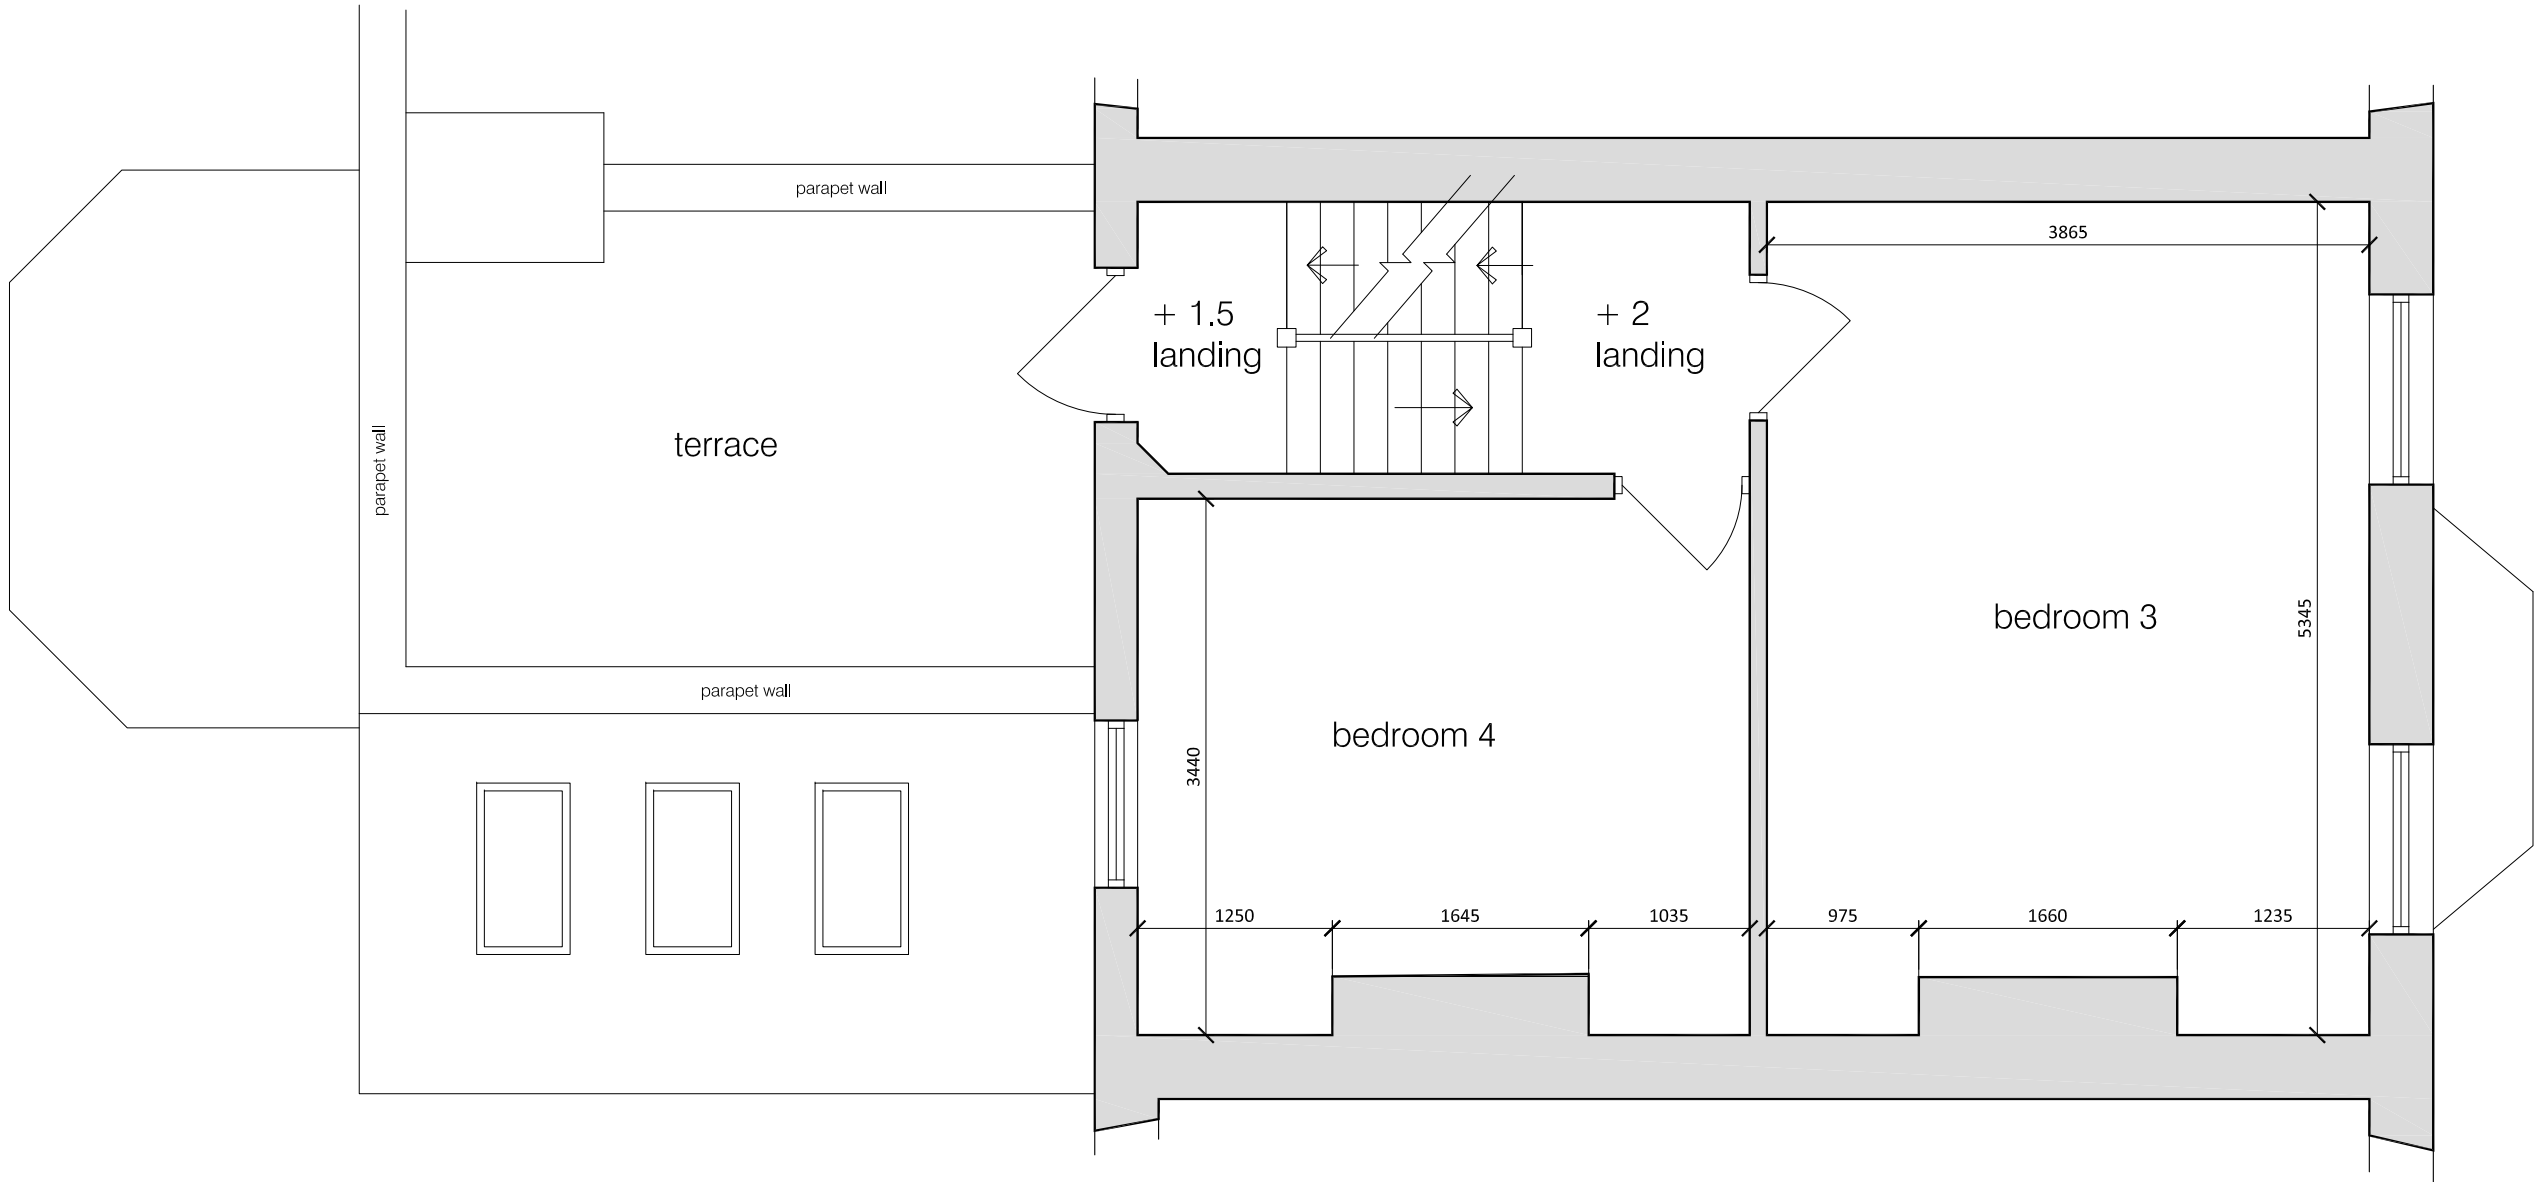 parapet wall
3865
+ 1.5
landing
+ 2
landing
terrace
parapet wall
bedroom 3
5345
parapet wall
bedroom 4
3440
1250
1645
1035
975
1660
1235